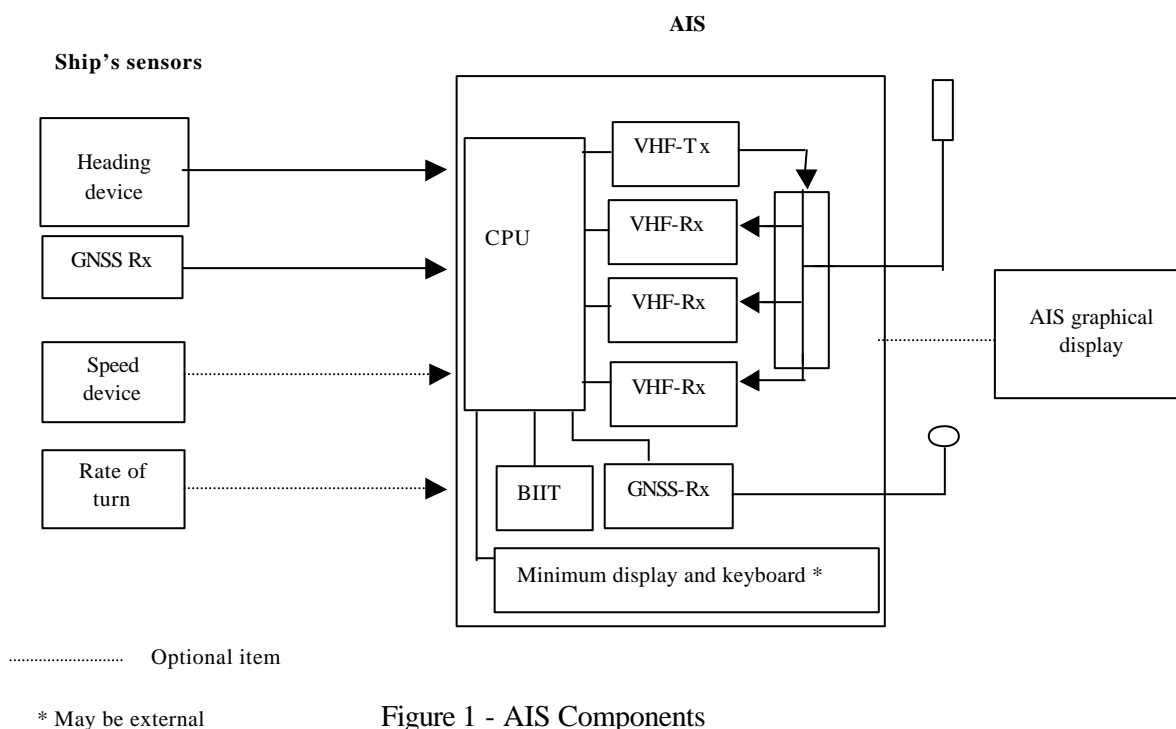 AIS
Ship's sensors
Heading
device
GNSS Rx
Speed
device
Rate of
turn
CPU
VHF-Tx
VHF-Rx
VHF-Rx
VHF-Rx
BIIT
GNSS-Rx
Minimum display and keyboard *
AIS graphical
display
Optional item
* May be external
Figure 1 - AIS Components